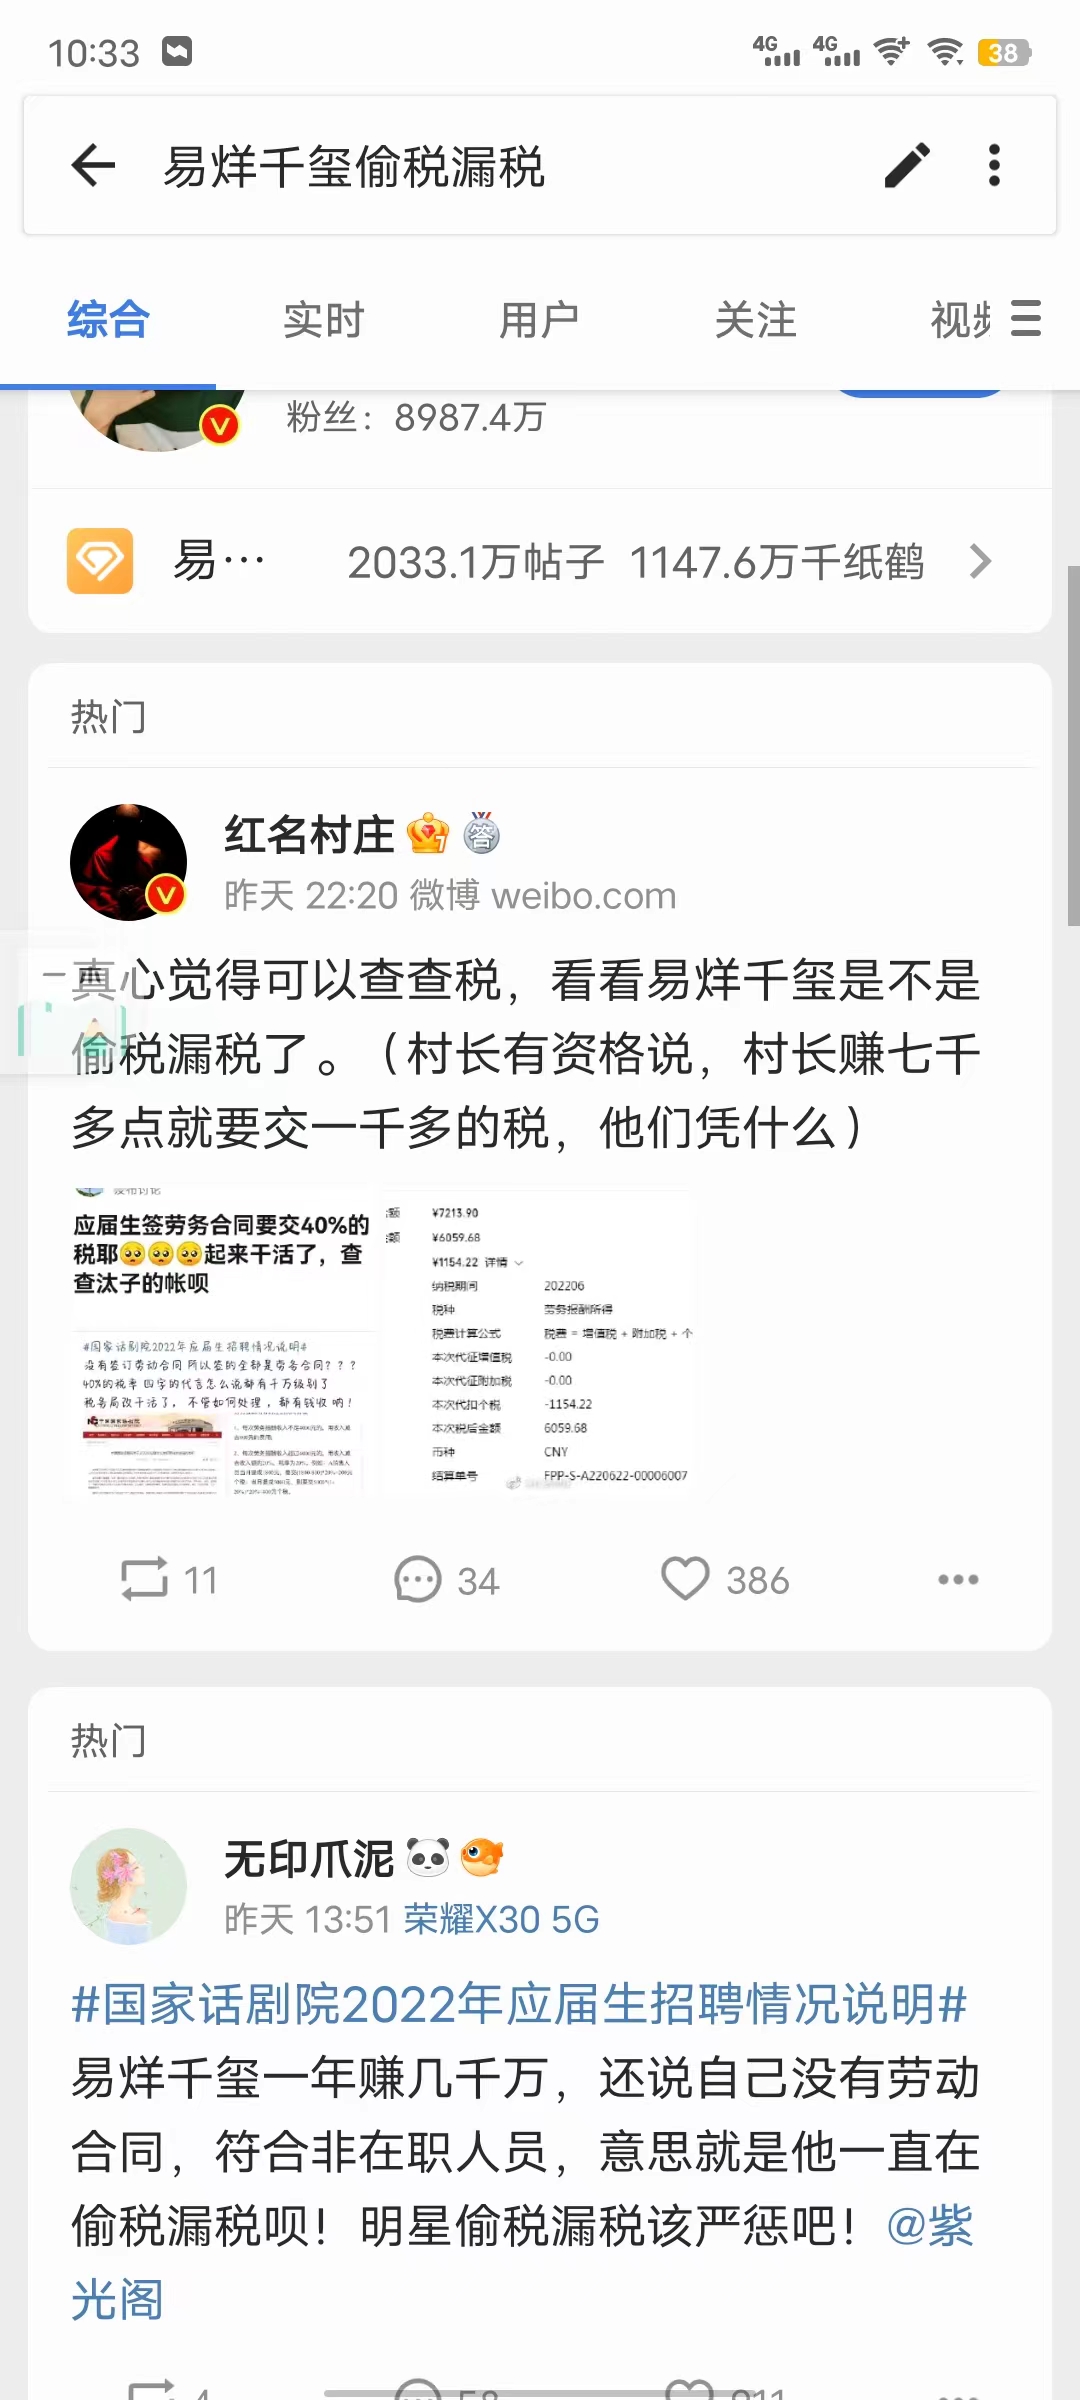 10:33
4G 4G 38
易烊千玺偷税漏税
综合 实时 用户 关注 视频
粉丝：8987.4万
易… 2033.1万帖子 1147.6万千纸鹤
热门
红名村庄
昨天 22:20 微博 weibo.com
真心觉得可以查查税，看看易烊千玺是不是
偷税漏税了。（村长有资格说，村长赚七千
多点就要交一千多的税，他们凭什么）
应届生签劳务合同要交40%的
税耶🥺🥺🥺起来干活了，查
查汰子的帐呗
#国家话剧院2022年应届生招聘情况说明#
没有签订劳动合同 所以签的全都是劳务合同？？？
40%的税率 四字的代言怎么说都有千万级别了
税务局改干活了，不管如何处理，都有钱收 哟！
额 ¥7213.90
额 ¥6059.68
¥1154.22 详情
纳税期间 202206
税种 劳务报酬所得
税费计算公式 税费 = 增值税 + 附加税 + 个
本次代征增值税 -0.00
本次代征附加税 -0.00
本次代扣个税 -1154.22
本次税后金额 6059.68
币种 CNY
结算单号 FPP-S-A220622-00006007
11 34 386
热门
无印爪泥
昨天 13:51 荣耀X30 5G
#国家话剧院2022年应届生招聘情况说明#
易烊千玺一年赚几千万，还说自己没有劳动
合同，符合非在职人员，意思就是他一直在
偷税漏税呗！明星偷税漏税该严惩吧！@紫
光阁